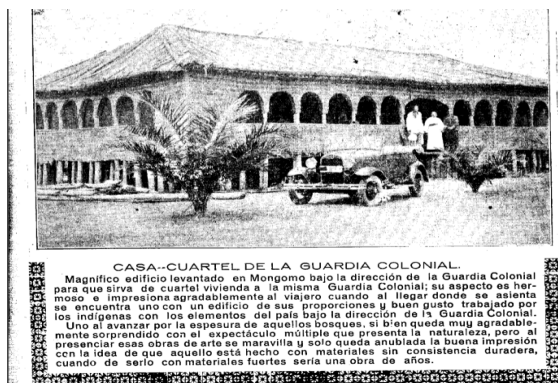 CASA--CUARTEL DE LA GUARDIA COLONIAL.
Magnífico edificio levantado en Mongomo bajo la dirección de la Guardia Colonial
para que sirva de cuartel vivienda a la misma Guardia Colonial; su aspecto es her-
moso e impresiona agradablemente al viajero cuando al llegar donde se asienta
se encuentra uno con un edificio de sus proporciones y buen gusto trabajado por
los indígenas con los elementos del país bajo la dirección de la Guardia Colonial.
Uno al avanzar por la espesura de aquellos bosques, si bien queda muy agradable-
mente sorprendido con el espectáculo múltiple que presenta la naturaleza, pero al
presenciar esas obras de arte se maravilla y solo queda anublada la buena impresión
con la idea de que aquello está hecho con materiales sin consistencia duradera,
cuando de serlo con materiales fuertes sería una obra de años.